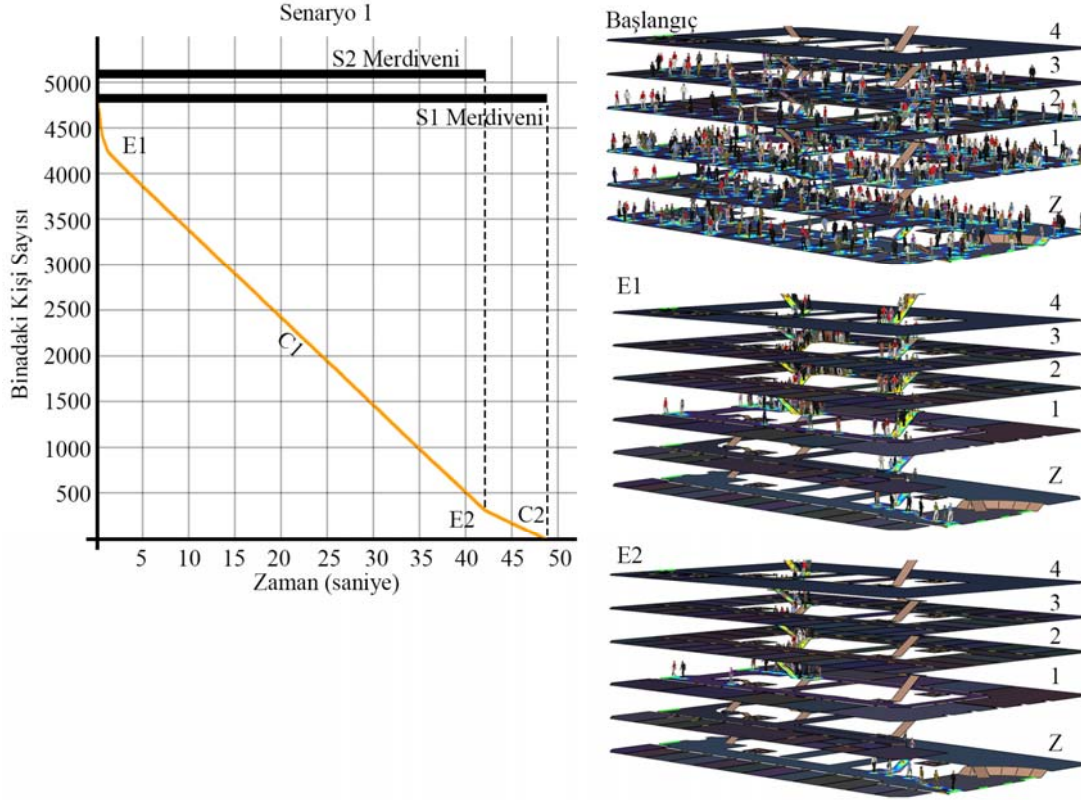 Senaryo 1
S2 Merdiveni
S1 Merdiveni
E1
C1
E2
C2
Binadaki Kişi Sayısı
5000
4500
4000
3500
3000
2500
2000
1500
1000
500
5 10 15 20 25 30 35 40 45 50
Zaman (saniye)
Başlangıç
4
3
2
1
Z
E1
4
3
2
1
Z
E2
4
3
2
1
Z